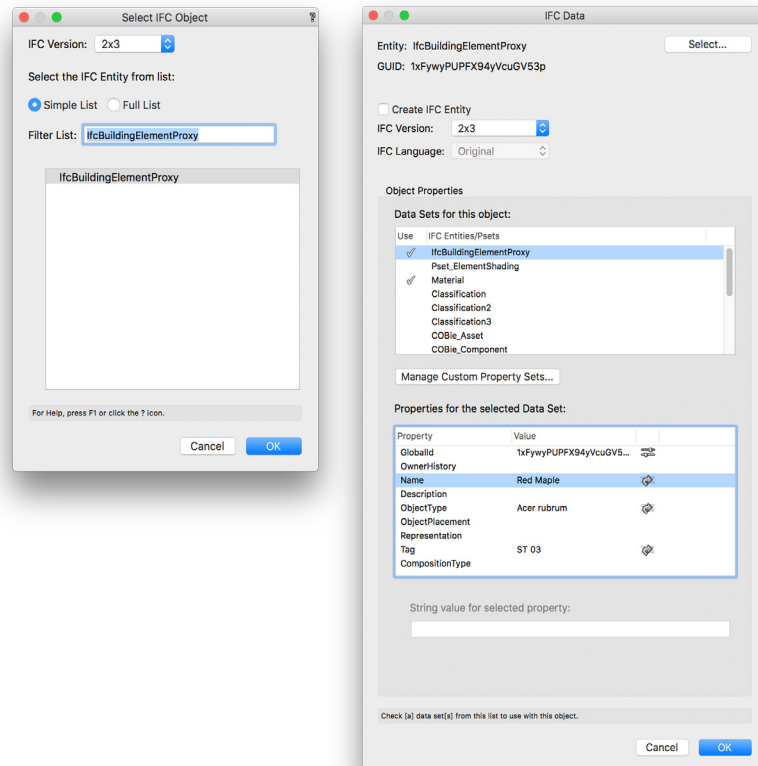 Select IFC Object
?
IFC Version: 2x3
Select the IFC Entity from list:
Simple List Full List
Filter List: IfcBuildingElementProxy
IfcBuildingElementProxy
For Help, press F1 or click the ? icon.
Cancel OK
IFC Data
Entity: IfcBuildingElementProxy Select...
GUID: 1xFywyPUPFX94yVcuGV53p
Create IFC Entity
IFC Version: 2x3
IFC Language: Original
Object Properties
Data Sets for this object:
Use IFC Entities/Psets
IfcBuildingElementProxy
Pset_ElementShading
Material
Classification
Classification2
Classification3
COBie_Asset
COBie_Component
Manage Custom Property Sets...
Properties for the selected Data Set:
Property Value
GlobalId 1xFywyPUPFX94yVcuGV5...
OwnerHistory
Name Red Maple
Description
ObjectType Acer rubrum
ObjectPlacement
Representation
Tag ST 03
CompositionType
String value for selected property:
Check [a] data set[s] from this list to use with this object.
Cancel OK